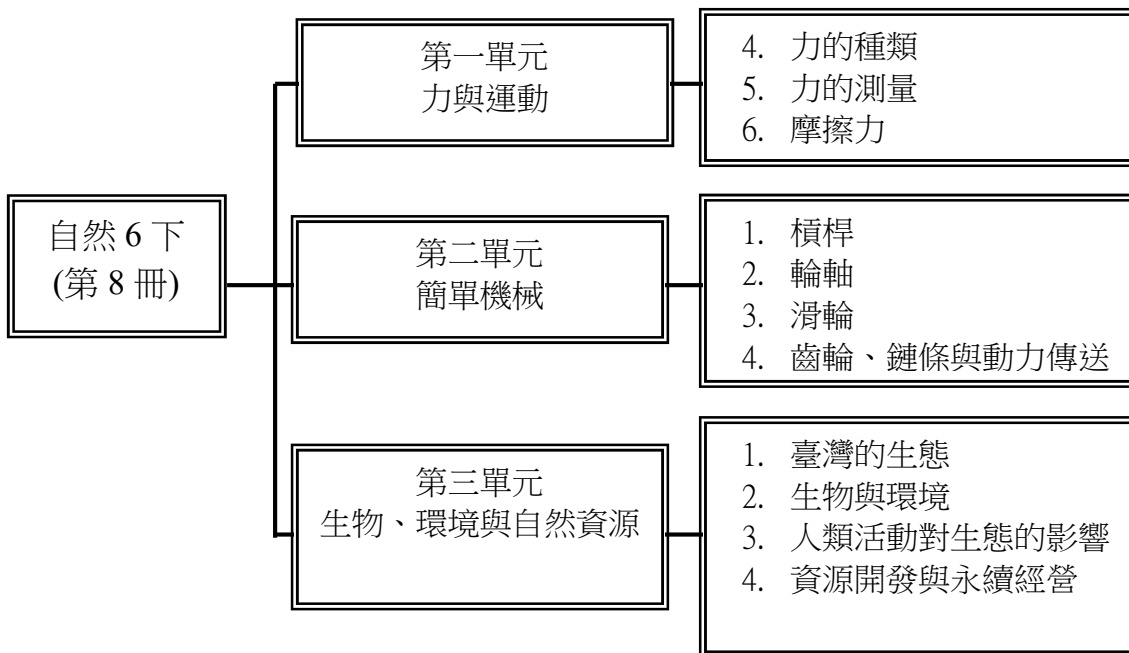 自然 6 下
(第 8 冊)
第一單元
力與運動
4. 力的種類
5. 力的測量
6. 摩擦力
第二單元
簡單機械
1. 槓桿
2. 輪軸
3. 滑輪
4. 齒輪、鏈條與動力傳送
第三單元
生物、環境與自然資源
1. 臺灣的生態
2. 生物與環境
3. 人類活動對生態的影響
4. 資源開發與永續經營